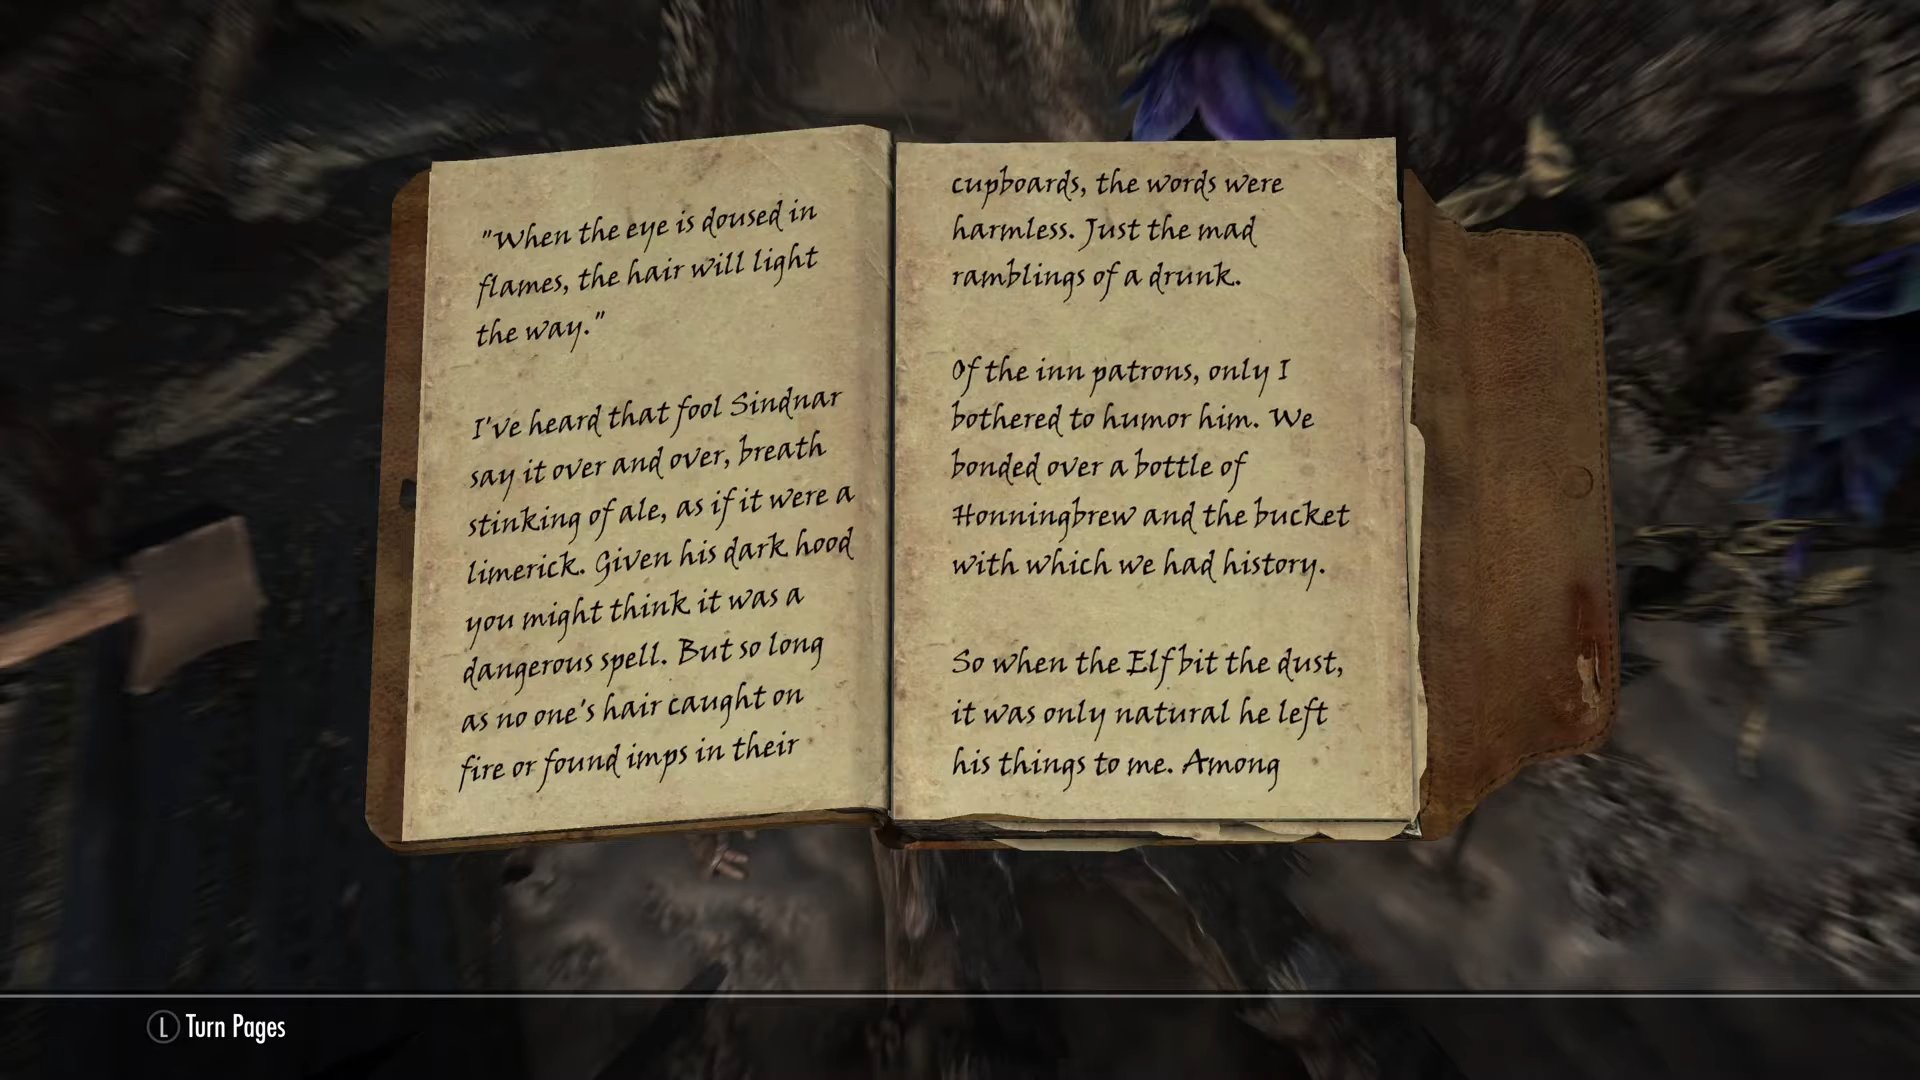 "When the eye is doused in
flames, the hair will light
the way."
I've heard that fool Sindnar
say it over and over, breath
stinking of ale, as if it were a
limerick. Given his dark hood
you might think it was a
dangerous spell. But so long
as no one's hair caught on
fire or found imps in their
cupboards, the words were
harmless. Just the mad
ramblings of a drunk.
Of the inn patrons, only I
bothered to humor him. We
bonded over a bottle of
Honningbrew and the bucket
with which we had history.
So when the Elf bit the dust,
it was only natural he left
his things to me. Among
L Turn Pages